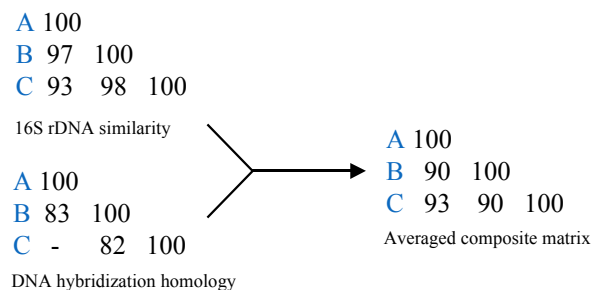 A 100
B 97 100
C 93 98 100
16S rDNA similarity
A 100
B 83 100
C - 82 100
DNA hybridization homology
A 100
B 90 100
C 93 90 100
Averaged composite matrix